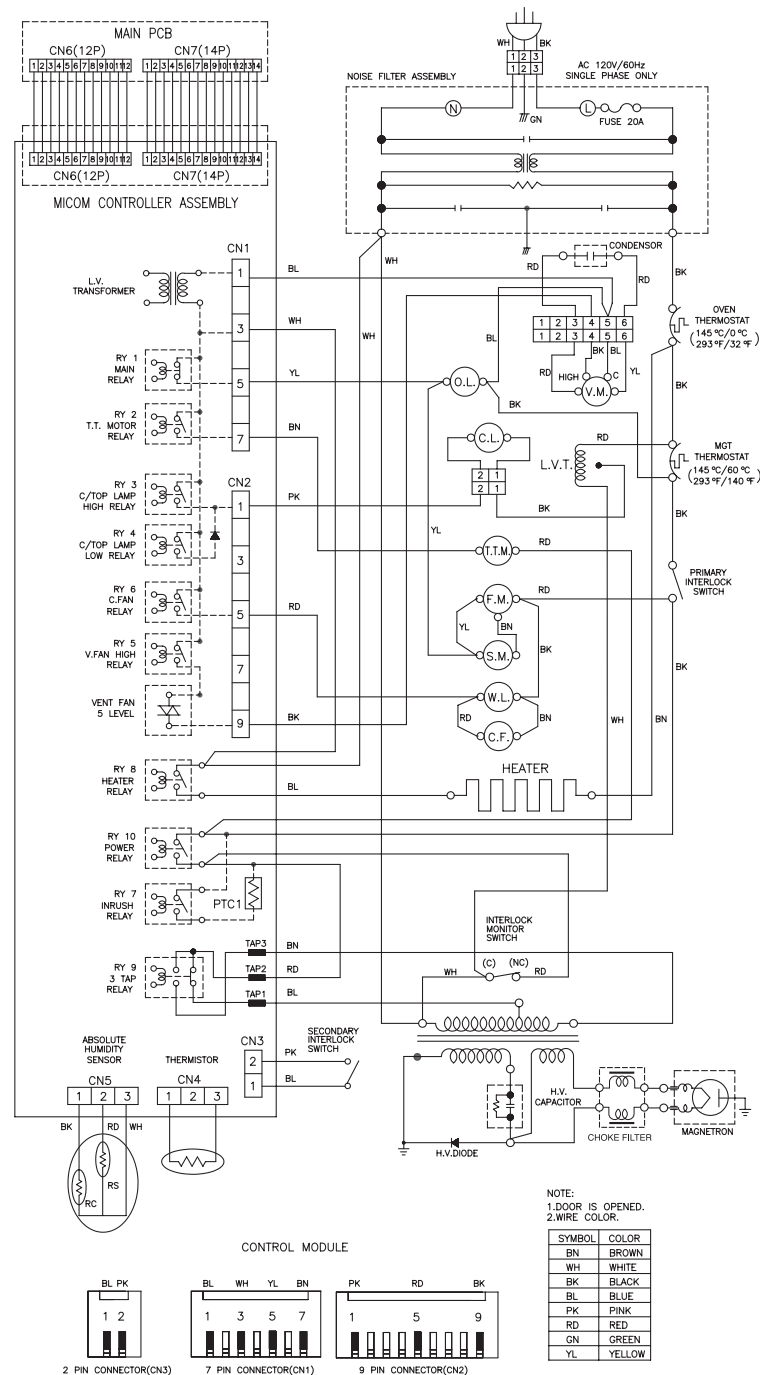 MAIN PCB
CN6(12P) CN7(14P)
1 2 3 4 5 6 7 8 9 10 11 12 1 2 3 4 5 6 7 8 9 10 11 12 13 14
1 2 3 4 5 6 7 8 9 10 11 12 1 2 3 4 5 6 7 8 9 10 11 12 13 14
CN6(12P) CN7(14P)
MICOM CONTROLLER ASSEMBLY
WH BK
1 2 3
1 2 3
AC 120V/60Hz
SINGLE PHASE ONLY
NOISE FILTER ASSEMBLY
N
GN
L
FUSE 20A
CN1
1
3
5
7
L.V.
TRANSFORMER
RY 1
MAIN
RELAY
RY 2
T.T. MOTOR
RELAY
RY 3
C/TOP LAMP
HIGH RELAY
RY 4
C/TOP LAMP
LOW RELAY
RY 6
C.FAN
RELAY
RY 5
V.FAN HIGH
RELAY
VENT FAN
5 LEVEL
RY 8
HEATER
RELAY
RY 10
POWER
RELAY
RY 7
INRUSH
RELAY
RY 9
3 TAP
RELAY
CN2
1
3
5
7
9
BL
WH
YL
BN
PK
RD
BK
BL
WH
WH
BK
CONDENSOR
RD
RD
1 2 3 4 5 6
1 2 3 4 5 6
BK BL
RD
HIGH
C
YL
V.M.
BL
O.L.
BK
OVEN
THERMOSTAT
(145 °C/0 °C
293 °F/32 °F)
BK
C.L.
2 1
2 1
RD
L.V.T.
BK
MGT
THERMOSTAT
(145 °C/60 °C
293 °F/140 °F)
BK
YL
T.T.M.
RD
PRIMARY
INTERLOCK
SWITCH
F.M.
RD
YL
BN
S.M.
BK
BK
W.L.
RD
BN
C.F.
WH
BN
HEATER
PTC1
INTERLOCK
MONITOR
SWITCH
(C) (NC)
WH
RD
TAP3
BN
TAP2
RD
TAP1
BL
CN3
2
1
PK
BL
SECONDARY
INTERLOCK
SWITCH
ABSOLUTE
HUMIDITY
SENSOR
CN5
1 2 3
BK RD WH
RS
RC
THERMISTOR
CN4
1 2 3
H.V.
CAPACITOR
H.V.DIODE
CHOKE FILTER
MAGNETRON
NOTE:
1.DOOR IS OPENED.
2.WIRE COLOR.
SYMBOL COLOR
BN BROWN
WH WHITE
BK BLACK
BL BLUE
PK PINK
RD RED
GN GREEN
YL YELLOW
CONTROL MODULE
BL PK
1 2
2 PIN CONNECTOR(CN3)
BL WH YL BN
1 3 5 7
7 PIN CONNECTOR(CN1)
PK RD BK
1 5 9
9 PIN CONNECTOR(CN2)